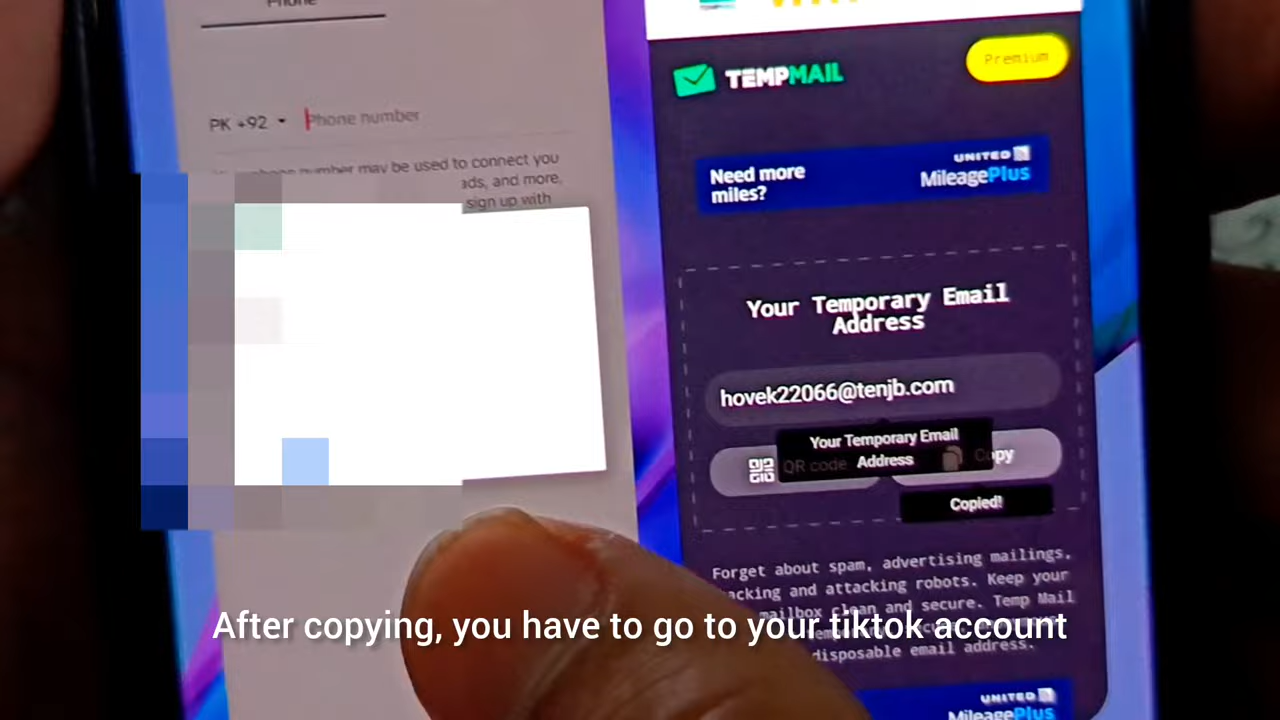 Phone
PK +92
Phone number
phone number may be used to connect you
ads, and more,
sign up with
TEMPMAIL
Premium
Need more
miles?
UNITED
MileagePlus
Your Temporary Email
Address
hovek22066@tenjb.com
Your Temporary Email
Address
QR code
Copy
Copied!
Forget about spam, advertising mailings,
hacking and attacking robots. Keep your
mailbox clean and secure. Temp Mail
disposable email address.
After copying, you have to go to your tiktok account
UNITED
MileagePlus